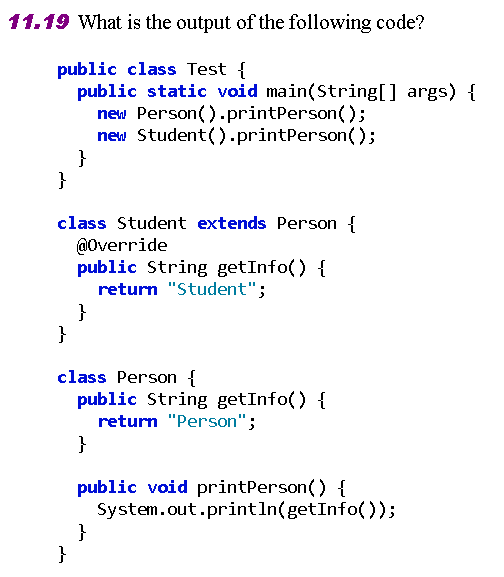 11.19 What is the output of the following code?
public class Test {
public static void main(String[] args) {
new Person().printPerson();
new Student().printPerson();
}
}
class Student extends Person {
@Override
public String getInfo() {
return "Student";
}
}
class Person {
public String getInfo() {
return "Person";
}
public void printPerson() {
System.out.println(getInfo());
}
}